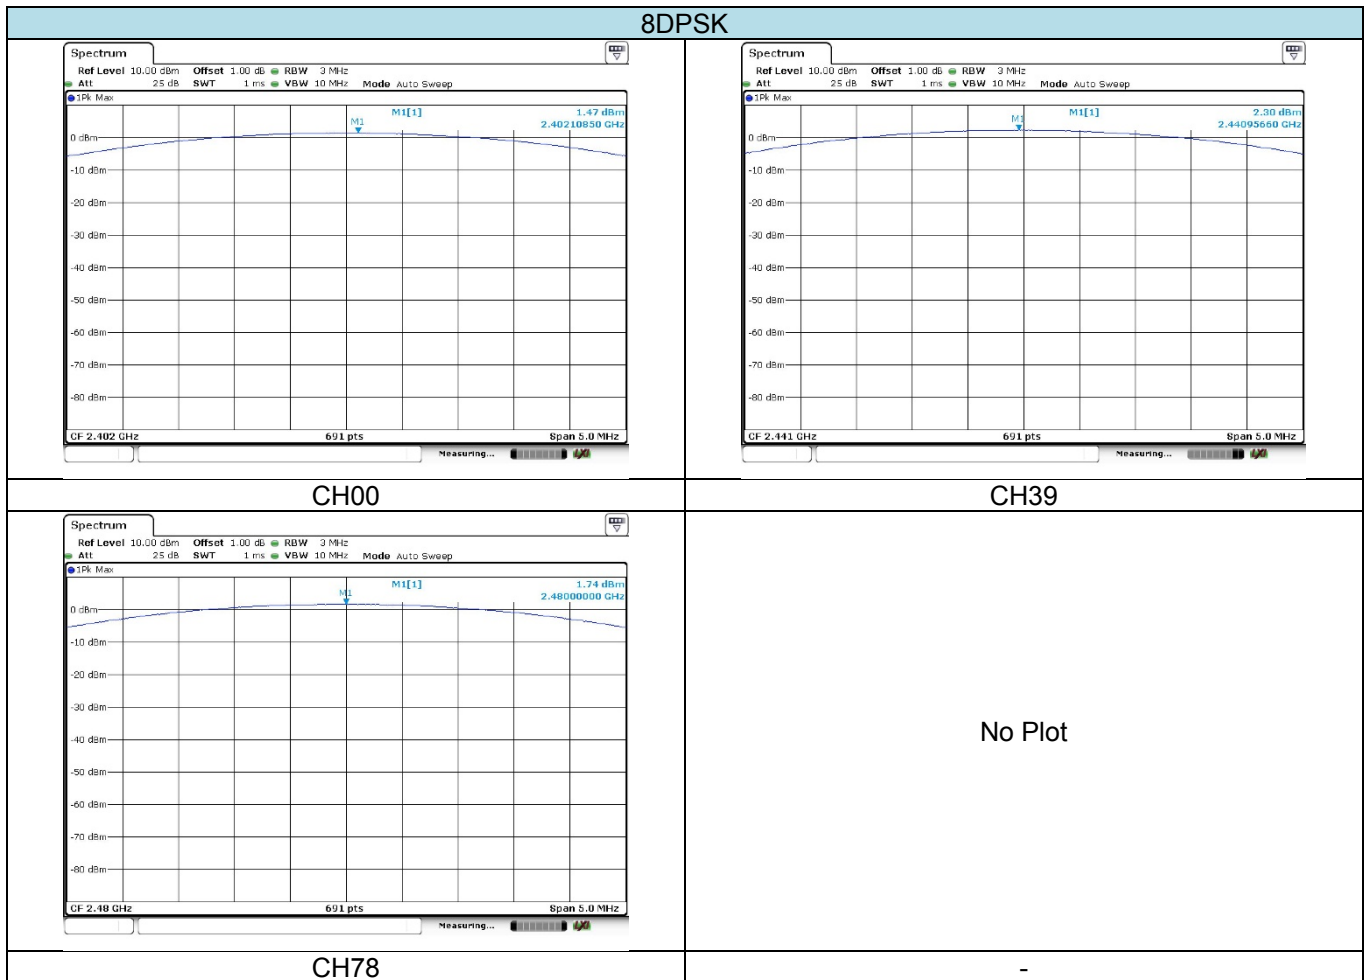 8DPSK
Spectrum
Ref Level 10.00 dBm Offset 1.00 dB RBW 3 MHz
Att 25 dB SWT 1 ms VBW 10 MHz Mode Auto Sweep
1Pk Max
M1[1] 1.47 dBm
2.40210850 GHz
M1
0 dBm
-10 dBm
-20 dBm
-30 dBm
-40 dBm
-50 dBm
-60 dBm
-70 dBm
-80 dBm
CF 2.402 GHz 691 pts Span 5.0 MHz
Measuring...
CH00
Spectrum
Ref Level 10.00 dBm Offset 1.00 dB RBW 3 MHz
Att 25 dB SWT 1 ms VBW 10 MHz Mode Auto Sweep
1Pk Max
M1[1] 2.30 dBm
2.44095660 GHz
M1
0 dBm
-10 dBm
-20 dBm
-30 dBm
-40 dBm
-50 dBm
-60 dBm
-70 dBm
-80 dBm
CF 2.441 GHz 691 pts Span 5.0 MHz
Measuring...
CH39
Spectrum
Ref Level 10.00 dBm Offset 1.00 dB RBW 3 MHz
Att 25 dB SWT 1 ms VBW 10 MHz Mode Auto Sweep
1Pk Max
M1[1] 1.74 dBm
2.48000000 GHz
M1
0 dBm
-10 dBm
-20 dBm
-30 dBm
-40 dBm
-50 dBm
-60 dBm
-70 dBm
-80 dBm
CF 2.48 GHz 691 pts Span 5.0 MHz
Measuring...
CH78
No Plot
-